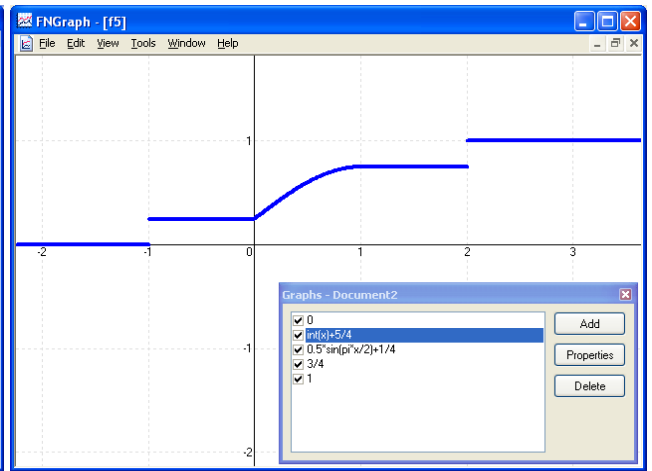 FNGraph - [f5]
File Edit View Tools Window Help
1
-2 -1 0 1 2 3
Graphs - Document2
0
int(x)+5/4
0.5*sin(pi*x/2)+1/4
3/4
1
Add
Properties
Delete
-1
-2